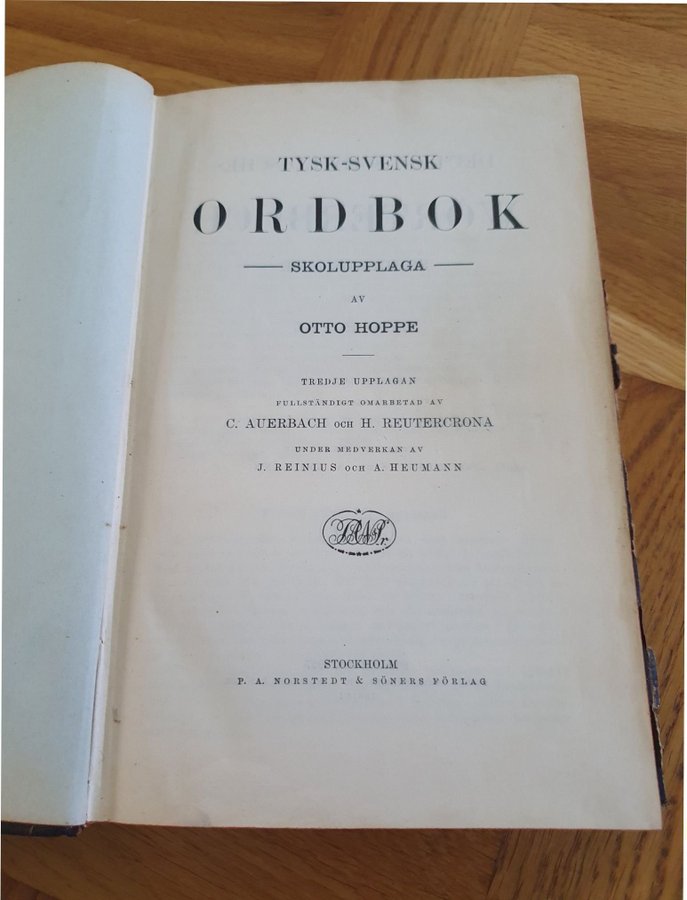 TYSK-SVENSK
ORDBOK
SKOLUPPLAGA
AV
OTTO HOPPE
TREDJE UPPLAGAN
FULLSTÄNDIGT OMARBETAD AV
C. AUERBACH OCH H. REUTERCRONA
UNDER MEDVERKAN AV
J. REINIUS OCH A. HEUMANN
STOCKHOLM
P. A. NORSTEDT & SÖNERS FÖRLAG